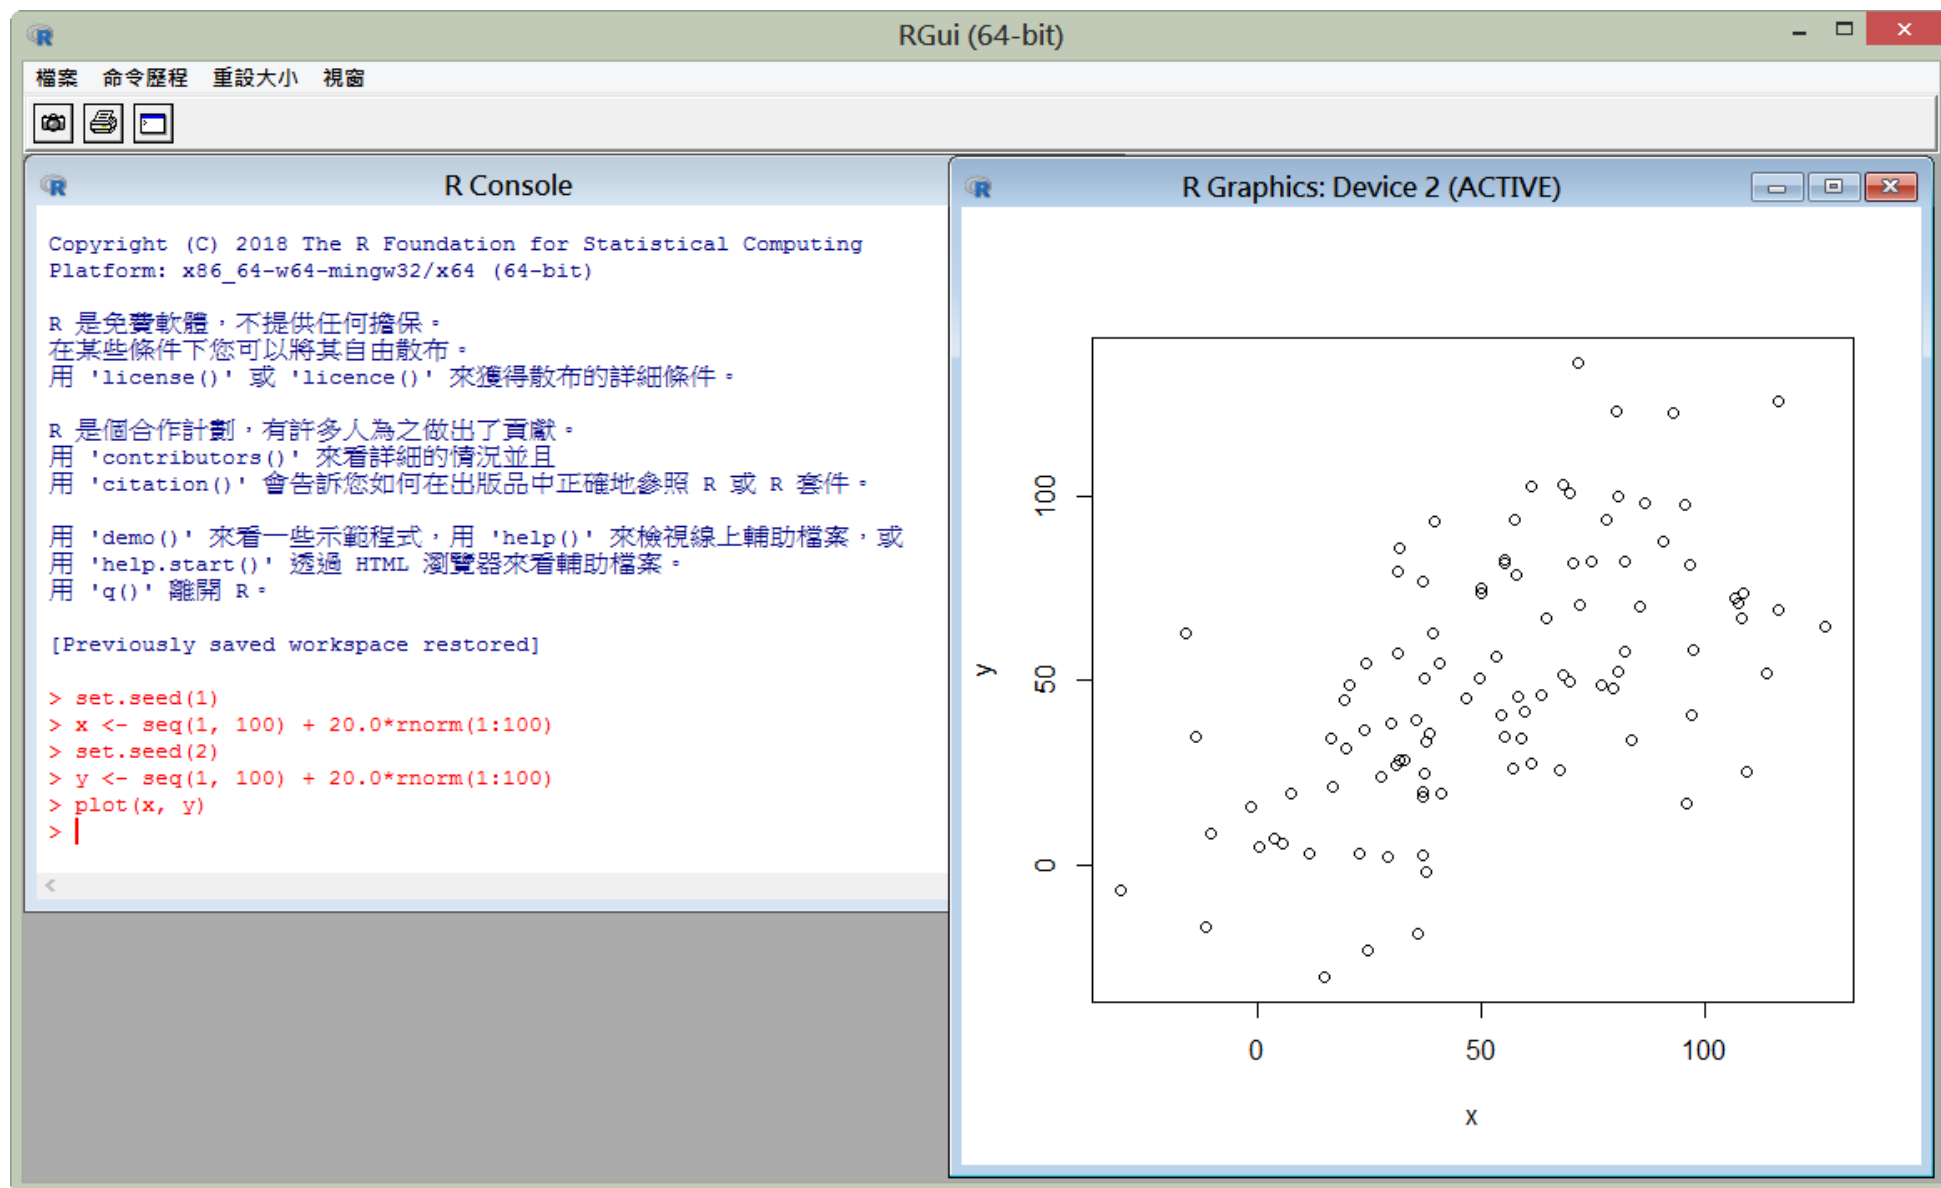 RGui (64-bit)
檔案 命令歷程 重設大小 視窗
R Console
Copyright (C) 2018 The R Foundation for Statistical Computing
Platform: x86_64-w64-mingw32/x64 (64-bit)
R 是免費軟體，不提供任何擔保。
在某些條件下您可以將其自由散布。
用 'license()' 或 'licence()' 來獲得散布的詳細條件。
R 是個合作計劃，有許多人為之做出了貢獻。
用 'contributors()' 來看詳細的情況並且
用 'citation()' 會告訴您如何在出版品中正確地參照 R 或 R 套件。
用 'demo()' 來看一些示範程式，用 'help()' 來檢視線上輔助檔案，或
用 'help.start()' 透過 HTML 瀏覽器來看輔助檔案。
用 'q()' 離開 R。
[Previously saved workspace restored]
> set.seed(1)
> x <- seq(1, 100) + 20.0*rnorm(1:100)
> set.seed(2)
> y <- seq(1, 100) + 20.0*rnorm(1:100)
> plot(x, y)
>
R Graphics: Device 2 (ACTIVE)
100
50
0
y
0 50 100
x